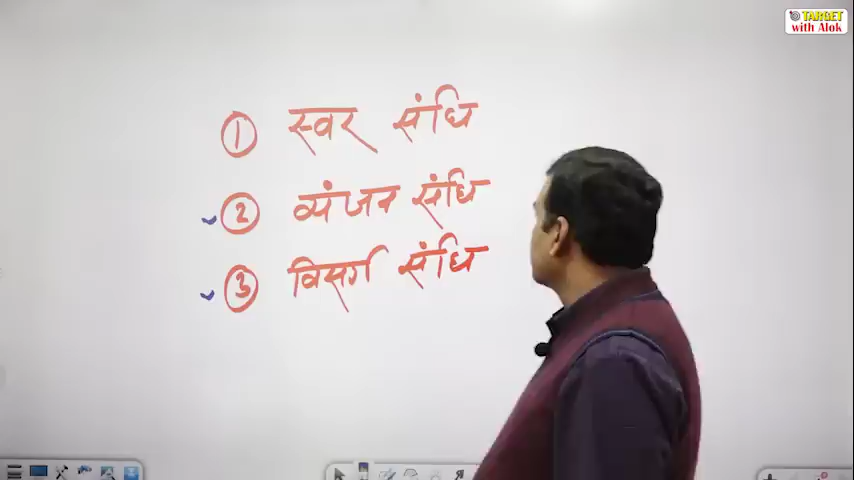 TARGET
with Alok
① स्वर संधि
② व्यंजन संधि
③ विसर्ग संधि